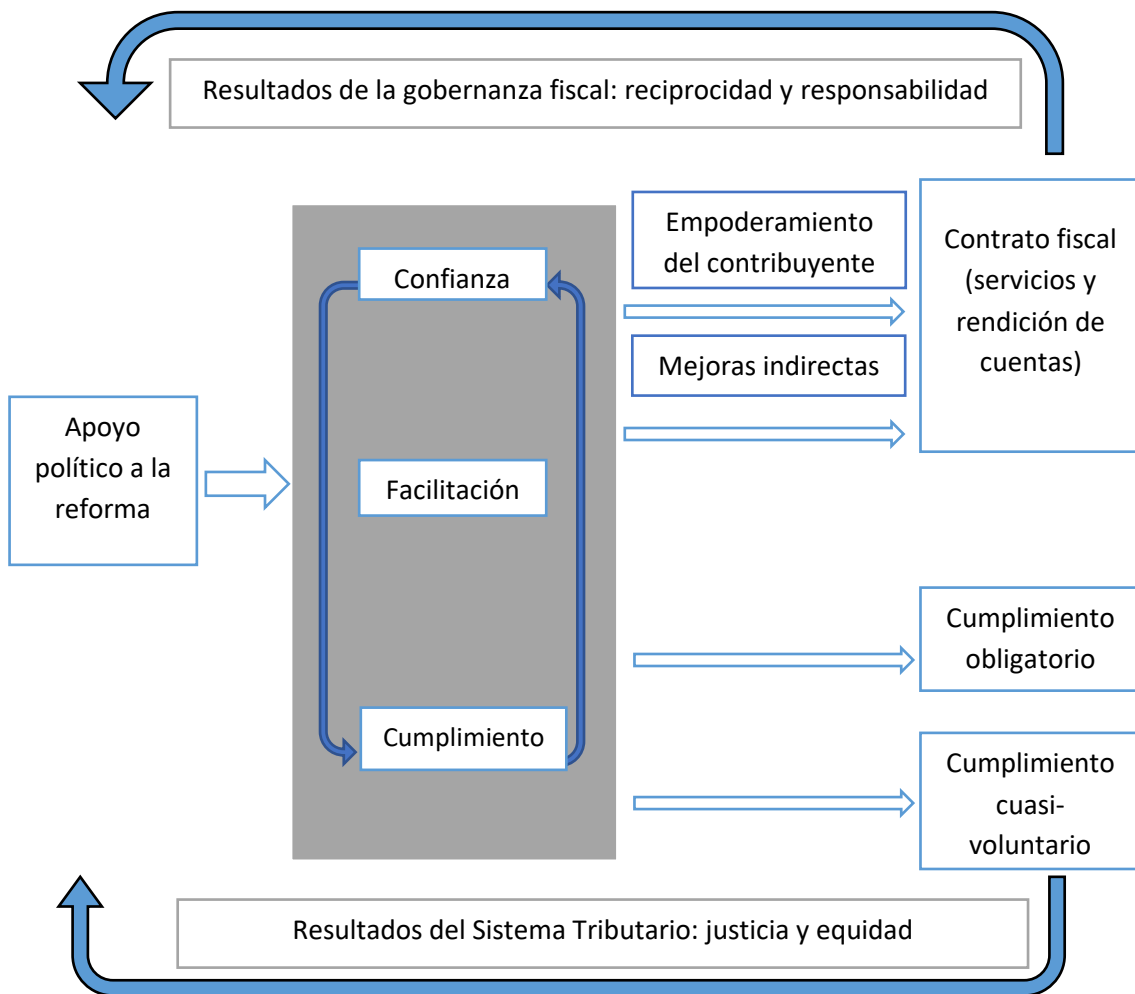 Resultados de la gobernanza fiscal: reciprocidad y responsabilidad
Empoderamiento
del contribuyente
Contrato fiscal
(servicios y
rendición de
cuentas)
Confianza
Mejoras indirectas
Apoyo
político a la
reforma
Facilitación
Cumplimiento
obligatorio
Cumplimiento
Cumplimiento
cuasi-
voluntario
Resultados del Sistema Tributario: justicia y equidad